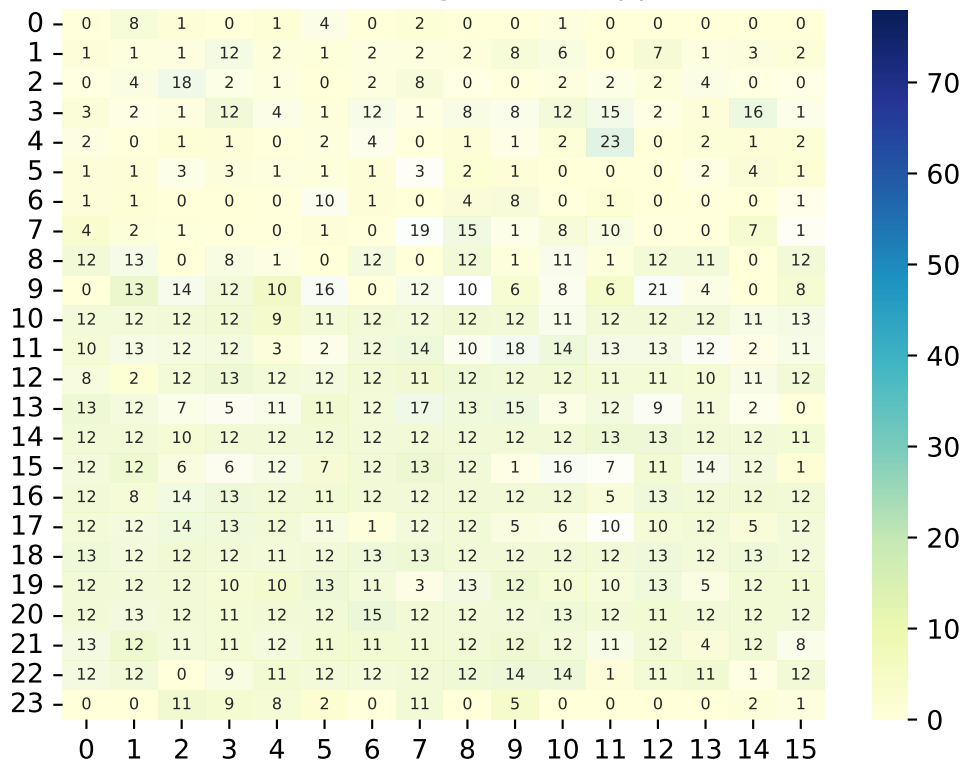 0 0 8 1 0 1 4 0 2 0 0 1 0 0 0 0 0
1 1 1 1 12 2 1 2 2 2 8 6 0 7 1 3 2
70
2 0 4 18 2 1 0 2 8 0 0 2 2 2 4 0 0
3 3 2 1 12 4 1 12 1 8 8 12 15 2 1 16 1
4 2 0 1 1 0 2 4 0 1 1 2 23 0 2 1 2
5 1 1 3 3 1 1 1 3 2 1 0 0 0 2 4 1
60
6 1 1 0 0 0 10 1 0 4 8 0 1 0 0 0 1
7 4 2 1 0 0 1 0 19 15 1 8 10 0 0 7 1
8 12 13 0 8 1 0 12 0 12 1 11 1 12 11 0 12
50
9 0 13 14 12 10 16 0 12 10 6 8 6 21 4 0 8
10 12 12 12 12 9 11 12 12 12 12 11 12 12 12 11 13
11 10 13 12 12 3 2 12 14 10 18 14 13 13 12 2 11
40
12 8 2 12 13 12 12 12 11 12 12 12 11 11 10 11 12
13 13 12 7 5 11 11 12 17 13 15 3 12 9 11 2 0
14 12 12 10 12 12 12 12 12 12 12 12 13 13 12 12 11
30
15 12 12 6 6 12 7 12 13 12 1 16 7 11 14 12 1
16 12 8 14 13 12 11 12 12 12 12 12 5 13 12 12 12
17 12 12 14 13 12 11 1 12 12 5 6 10 10 12 5 12
20
18 13 12 12 12 11 12 13 13 12 12 12 12 13 12 13 12
19 12 12 12 10 10 13 11 3 13 12 10 10 13 5 12 11
20 12 13 12 11 12 12 15 12 12 12 13 12 11 12 12 12
10
21 13 12 11 11 12 11 11 11 12 12 12 11 12 4 12 8
22 12 12 0 9 11 12 12 12 12 14 14 1 11 11 1 12
23 0 0 11 9 8 2 0 11 0 5 0 0 0 0 2 1
0
0 1 2 3 4 5 6 7 8 9 10 11 12 13 14 15